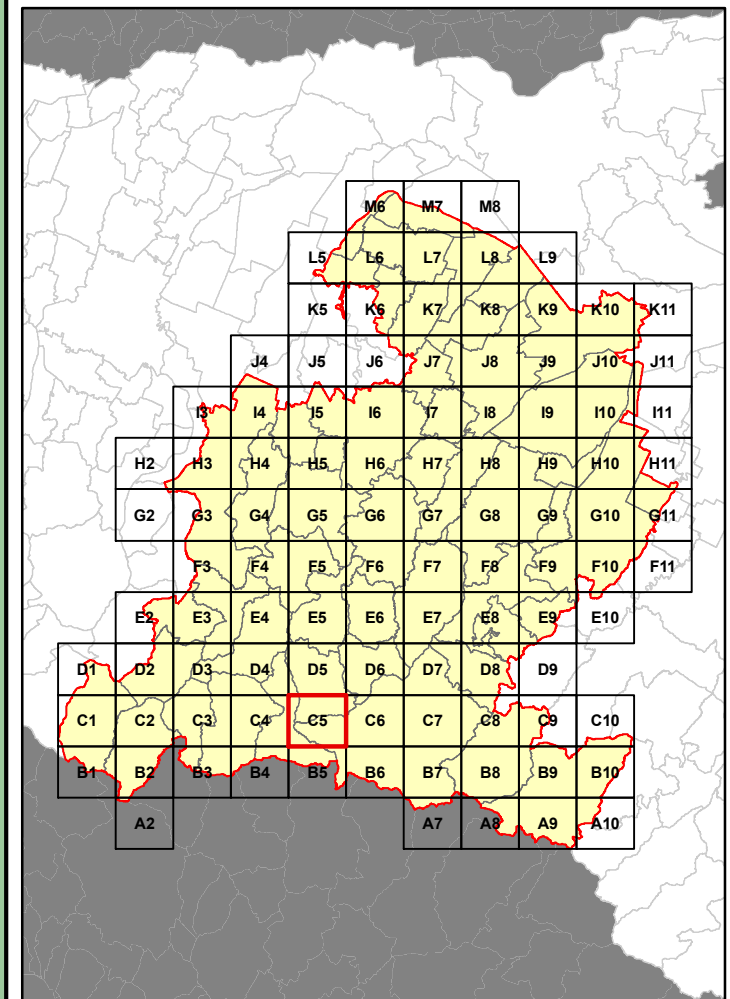 M6 M7 M8
L5 L6 L7 L8 L9
K5 K6 K7 K8 K9 K10 K11
J4 J5 J6 J7 J8 J9 J10 J11
I3 I4 I5 I6 I7 I8 I9 I10 I11
H2 H3 H4 H5 H6 H7 H8 H9 H10 H11
G2 G3 G4 G5 G6 G7 G8 G9 G10 G11
F3 F4 F5 F6 F7 F8 F9 F10 F11
E2 E3 E4 E5 E6 E7 E8 E9 E10
D1 D2 D3 D4 D5 D6 D7 D8 D9
C1 C2 C3 C4 C5 C6 C7 C8 C9 C10
B1 B2 B3 B4 B5 B6 B7 B8 B9 B10
A2 A7 A8 A9 A10